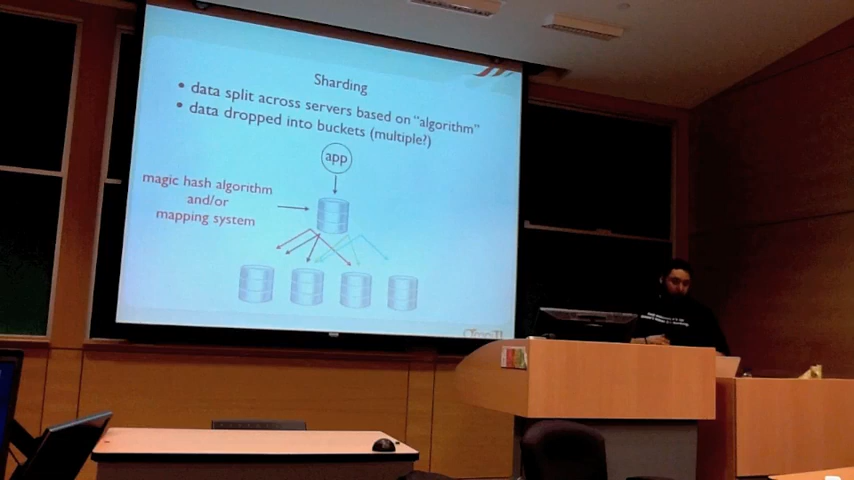 Sharding
• data split across servers based on "algorithm"
• data dropped into buckets (multiple?)
app
magic hash algorithm
and/or
mapping system